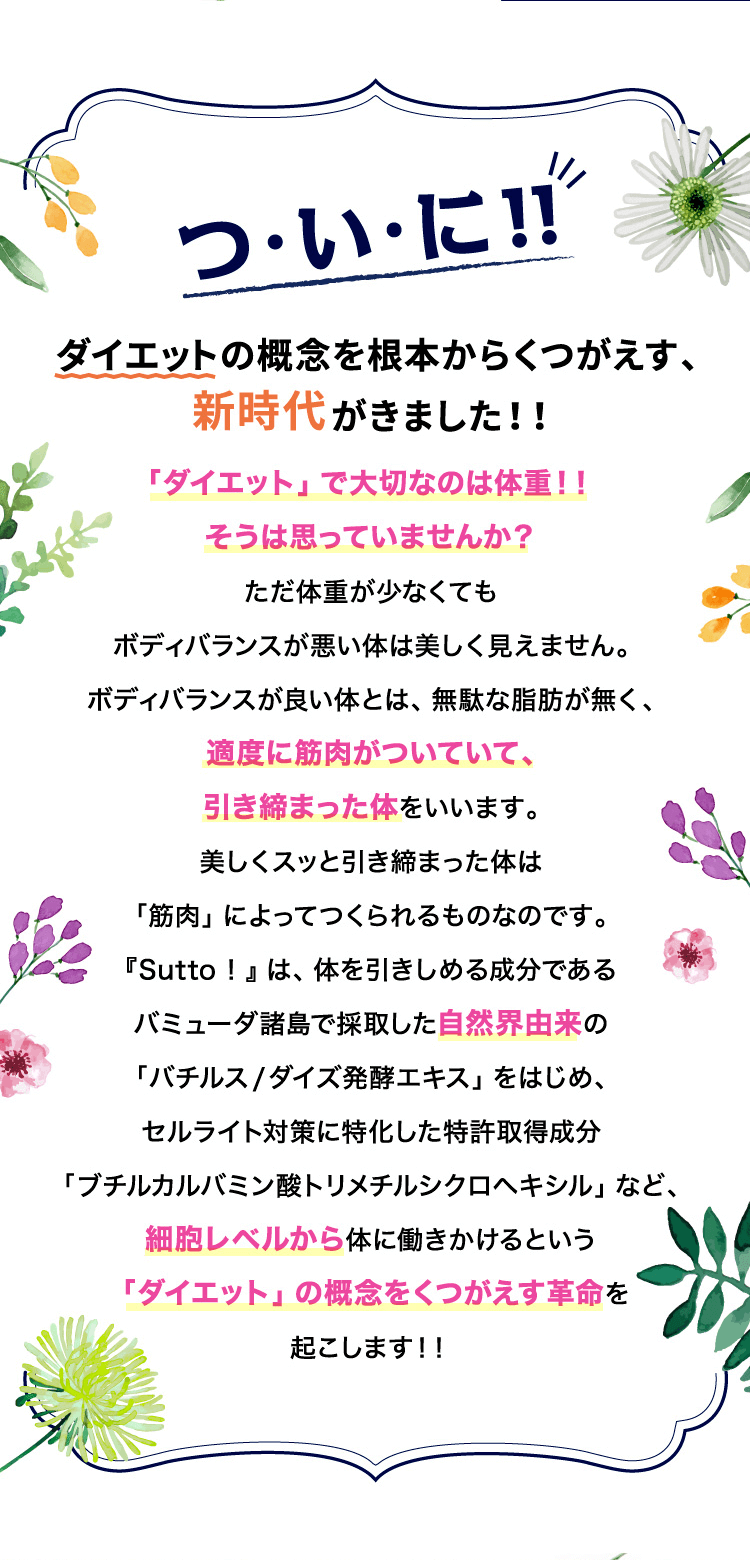 つ・い・に!!
ダイエットの概念を根本からくつがえす、
新時代がきました!!
「ダイエット」で大切なのは体重!!
そうは思っていませんか?
ただ体重が少なくても
ボディバランスが悪い体は美しく見えません。
ボディバランスが良い体とは、無駄な脂肪が無く、
適度に筋肉がついていて、
引き締まった体をいいます。
美しくスッと引き締まった体は
「筋肉」によってつくられるものなのです。
『Sutto!』は、体を引きしめる成分である
バミューダ諸島で採取した自然界由来の
「バチルス/ダイズ発酵エキス」をはじめ、
セルライト対策に特化した特許取得成分
「ブチルカルバミン酸トリメチルシクロヘキシル」など、
細胞レベルから体に働きかけるという
「ダイエット」の概念をくつがえす革命を
起こします!!